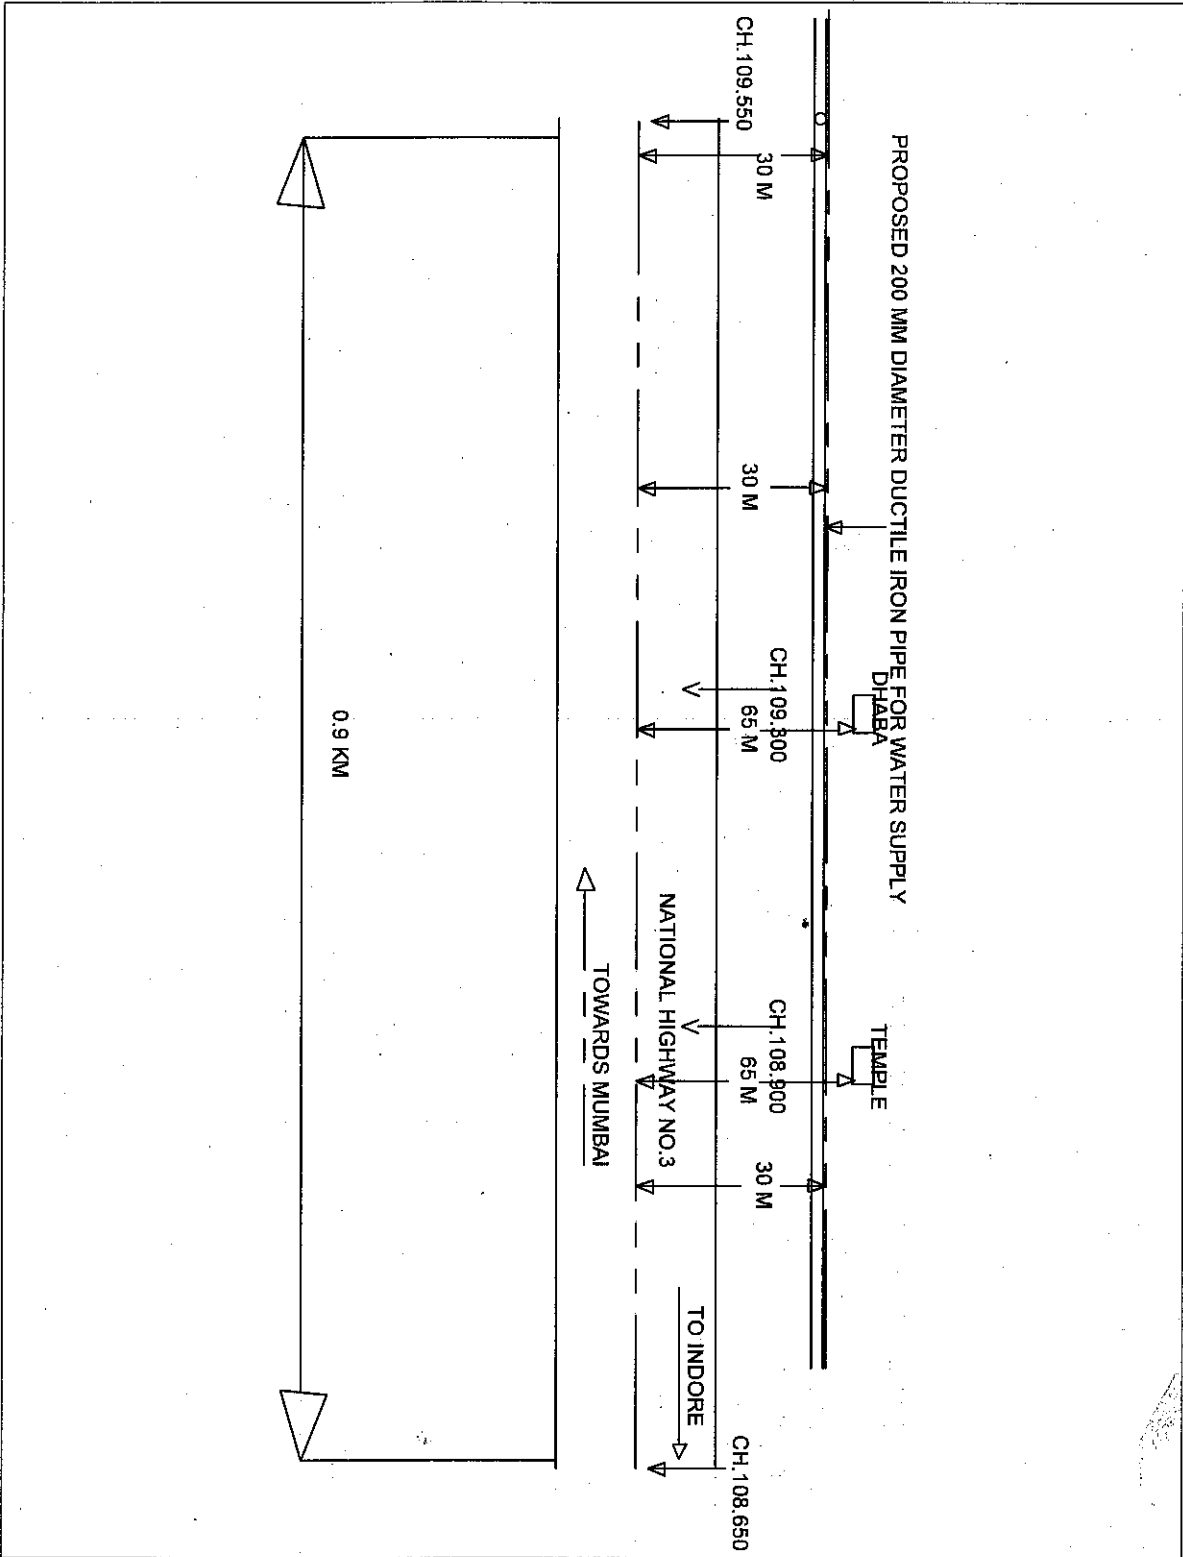 PROPOSED 200 MM DIAMETER DUCTILE IRON PIPE FOR WATER SUPPLY
DHABA
TEMPLE
CH.109.550
30 M
30 M
CH.109.300
65 M
CH.108.900
65 M
30 M
CH.108.650
NATIONAL HIGHWAY NO.3
TO INDORE
TOWARDS MUMBAI
0.9 KM